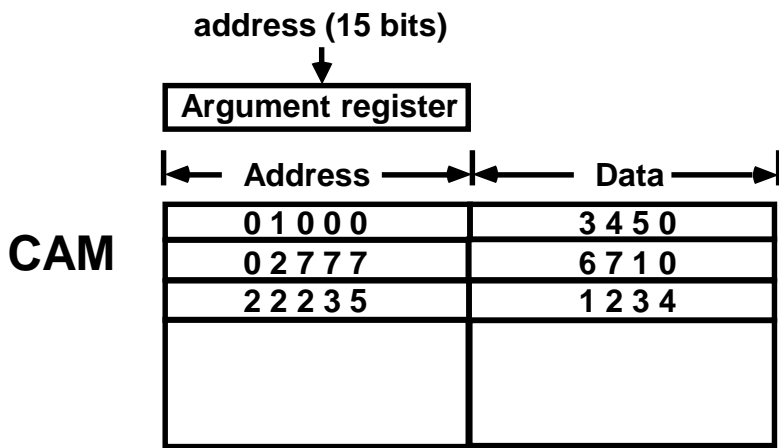 address (15 bits)
Argument register
Address Data
CAM
0 1 0 0 0 3 4 5 0
0 2 7 7 7 6 7 1 0
2 2 2 3 5 1 2 3 4